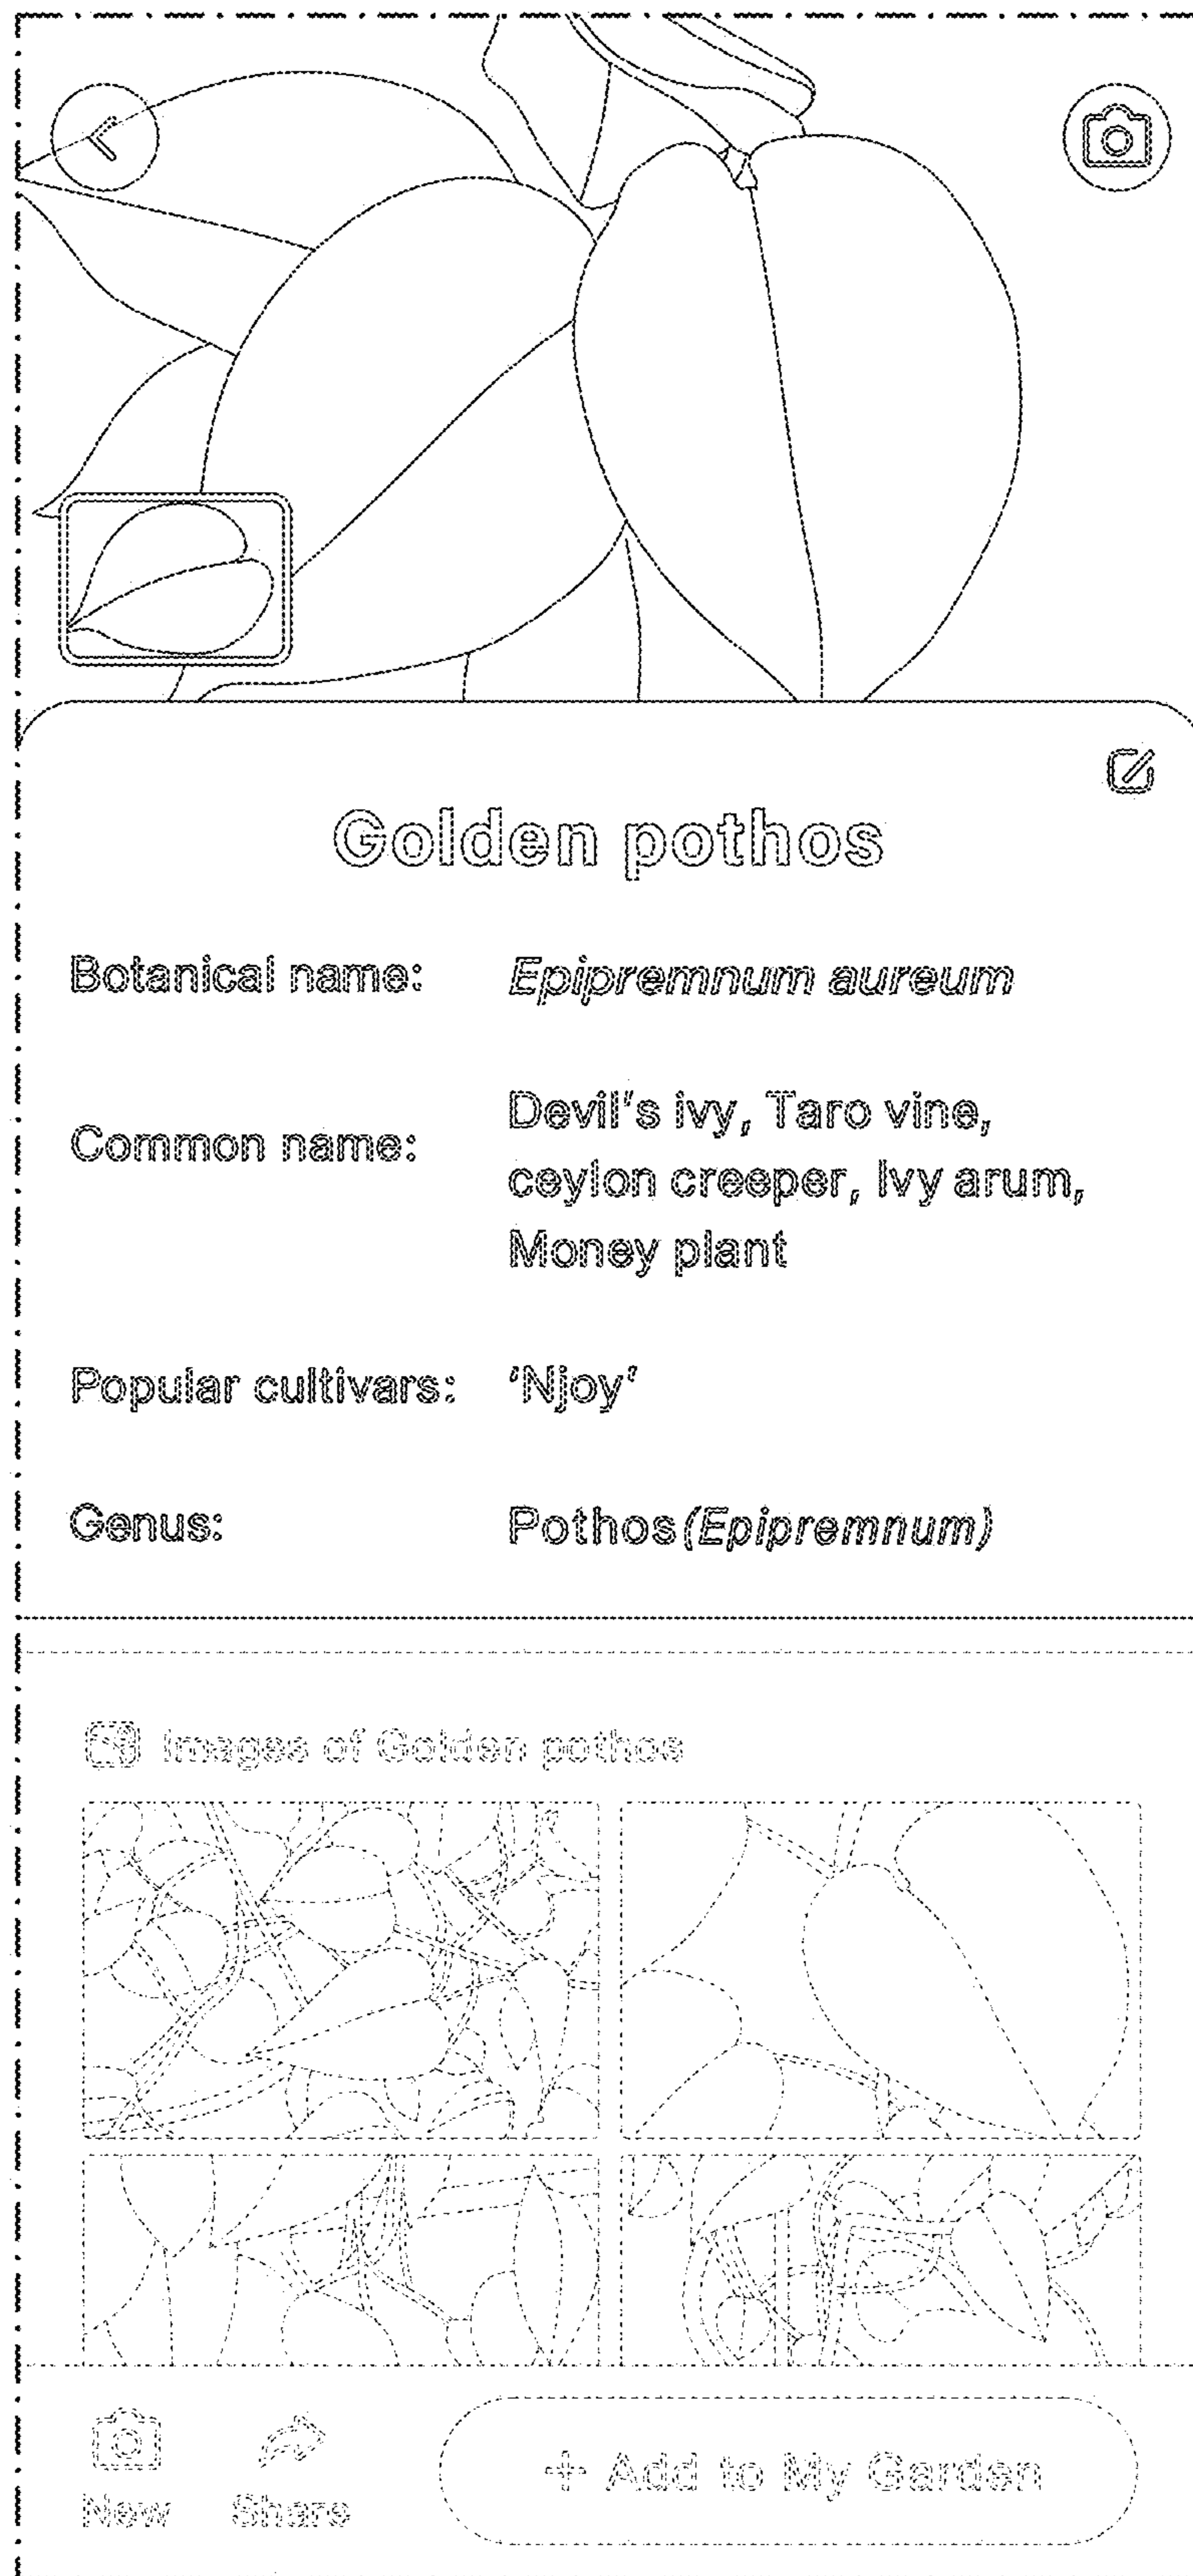 Golden pothos
Botanical name: Epipremnum aureum
Common name: Devil's ivy, Taro vine,
ceylon creeper, Ivy arum,
Money plant
Popular cultivars: 'Njoy'
Genus: Pothos(Epipremnum)
Images of Golden pothos
+ Add to My Garden
New Share